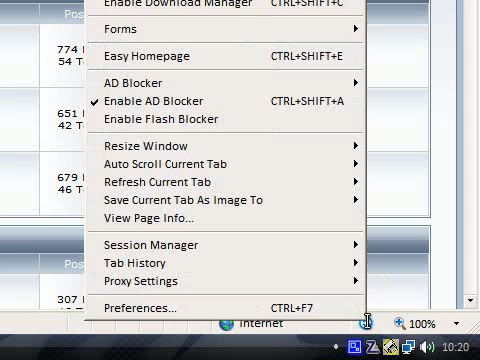 Pos
Enable Download Manager CTRL+SHIFT+C
Forms
774
54 T
Easy Homepage CTRL+SHIFT+E
AD Blocker
Enable AD Blocker CTRL+SHIFT+A
Enable Flash Blocker
651
42 T
Resize Window
Auto Scroll Current Tab
Refresh Current Tab
679
46 T
Save Current Tab As Image To
View Page Info...
Session Manager
Pos
Tab History
Proxy Settings
307
10 T
Preferences... CTRL+F7
Internet
100%
10:20